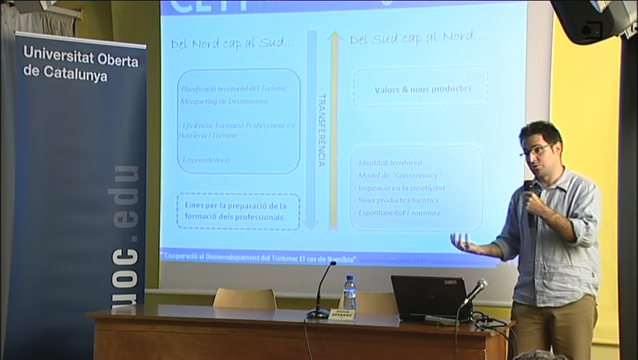 Universitat Oberta
de Catalunya
uoc.edu
CETT
Del Nord cap al Sud...
Planificació territorial del Turisme
Màrqueting de Destinacions
Eficiència: Formació Professional en
Hoteleria i Turisme
Emprendedoria
Eines per la preparació de la
formació dels professionals
TRANSFERÈNCIA
Del Sud cap al Nord...
Valors & nous productes
- Identitat territorial
- Model de "Conservancy"
- Inspiració en la creativitat
- Nous productes turístics
- Espontaneïtat i somriure
"Cooperació al Desenvolupament del Turisme: El cas de Namíbia"